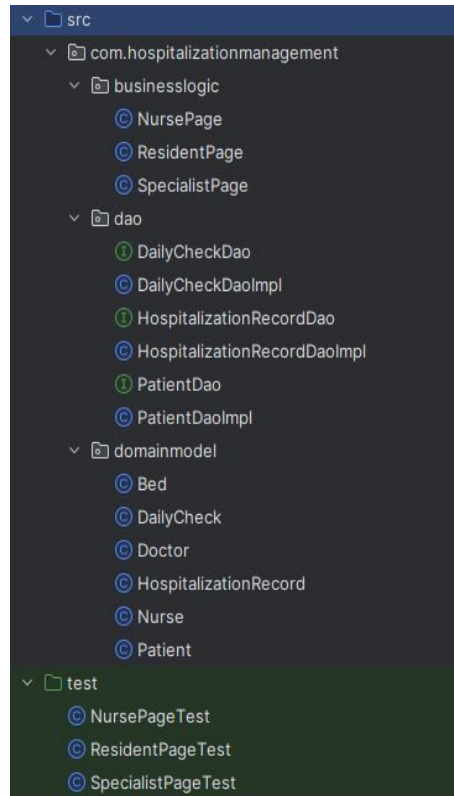 src
com.hospitalizationmanagement
businesslogic
NursePage
ResidentPage
SpecialistPage
dao
DailyCheckDao
DailyCheckDaoImpl
HospitalizationRecordDao
HospitalizationRecordDaoImpl
PatientDao
PatientDaoImpl
domainmodel
Bed
DailyCheck
Doctor
HospitalizationRecord
Nurse
Patient
test
NursePageTest
ResidentPageTest
SpecialistPageTest